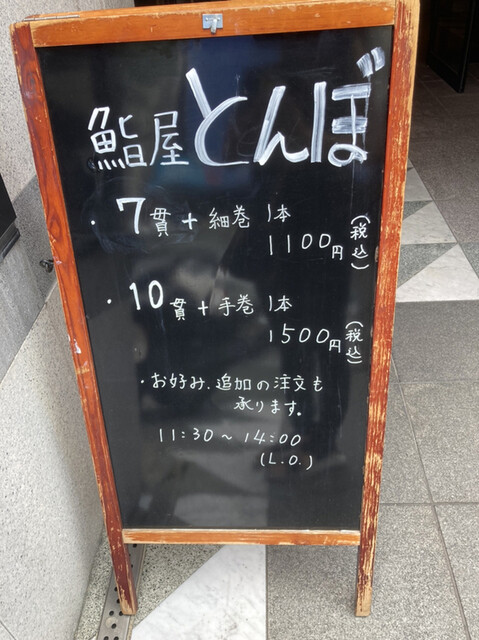 鮨屋とんぼ
・7貫+細巻 1本
1100円(税込)
・10貫+手巻 1本
1500円(税込)
・お好み、追加の注文も
承ります。
11:30～14:00
(L.O.)